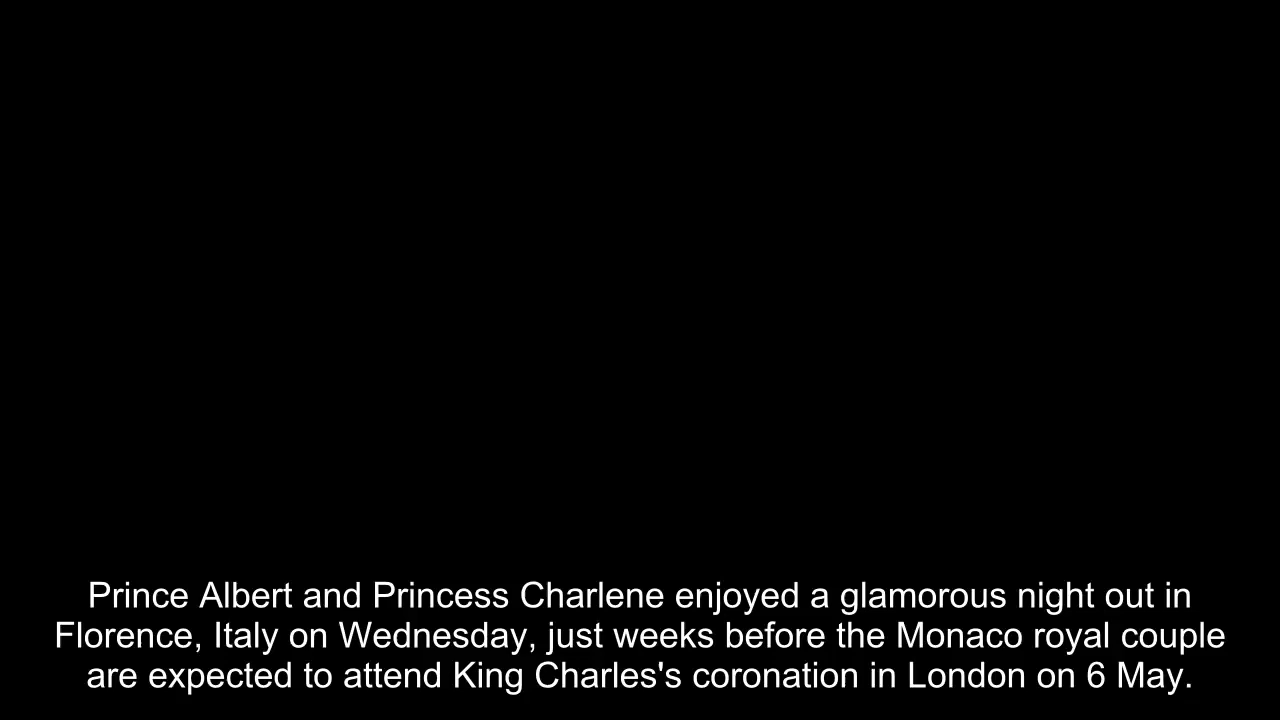 Prince Albert and Princess Charlene enjoyed a glamorous night out in
Florence, Italy on Wednesday, just weeks before the Monaco royal couple
are expected to attend King Charles's coronation in London on 6 May.